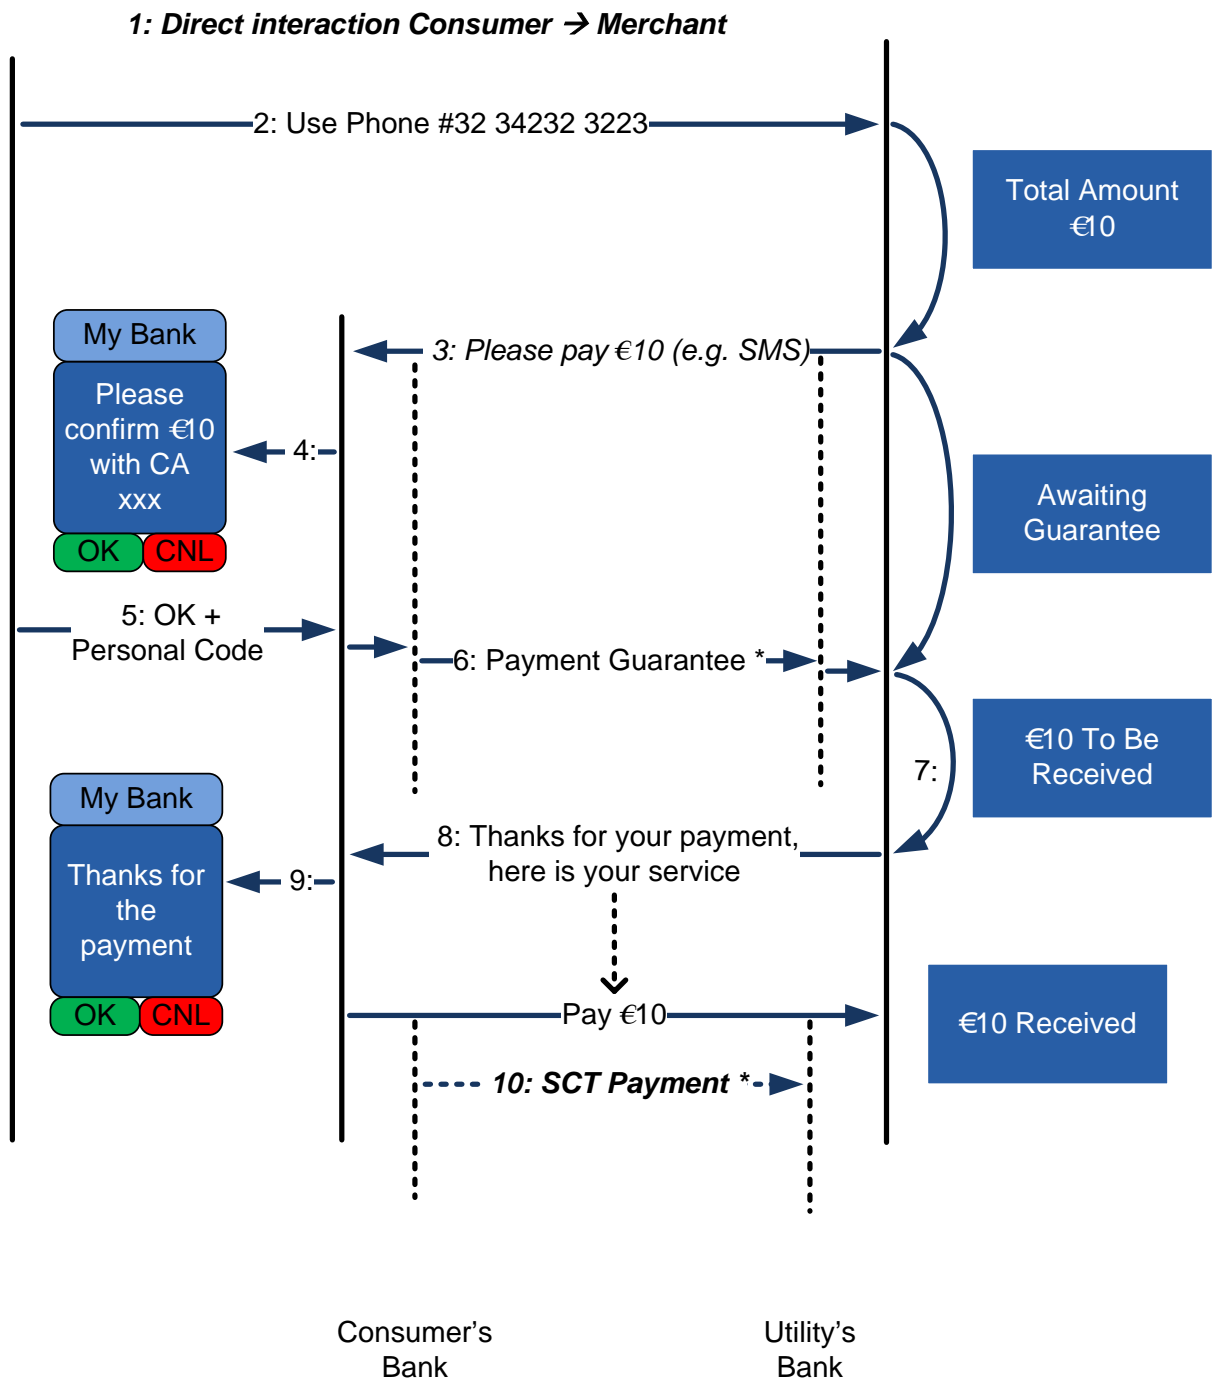 1: Direct interaction Consumer → Merchant
2: Use Phone #32 34232 3223
Total Amount
€10
My Bank
3: Please pay €10 (e.g. SMS)
Please
confirm €10
with CA
xxx
4:
OK CNL
Awaiting
Guarantee
5: OK +
Personal Code
6: Payment Guarantee *
€10 To Be
Received
7:
My Bank
8: Thanks for your payment,
here is your service
Thanks for
the
payment
9:
OK CNL
Pay €10
€10 Received
10: SCT Payment *
Consumer’s
Bank
Utility’s
Bank